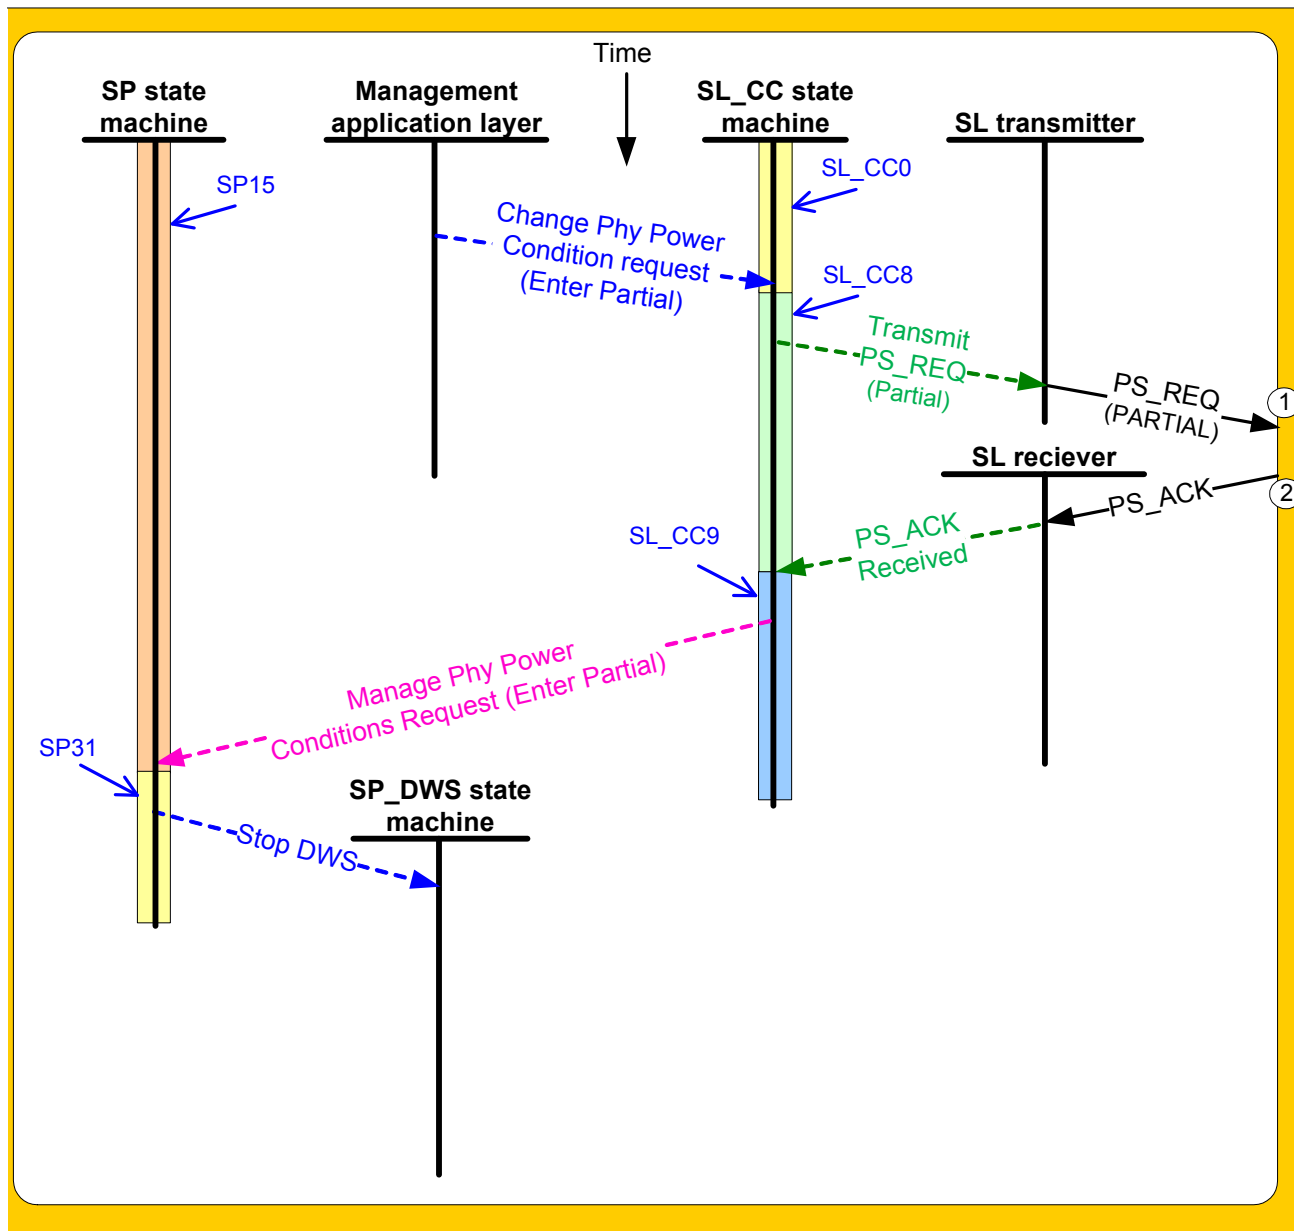 Time
SP state
machine
Management
application layer
SL_CC state
machine
SL transmitter
SP15
SL_CC0
Change Phy Power
Condition request
(Enter Partial)
SL_CC8
Transmit
PS_REQ
(Partial)
PS_REQ
(PARTIAL)
1
SL reciever
2
PS_ACK
PS_ACK
Received
SL_CC9
Manage Phy Power
Conditions Request (Enter Partial)
SP31
SP_DWS state
machine
Stop DWS